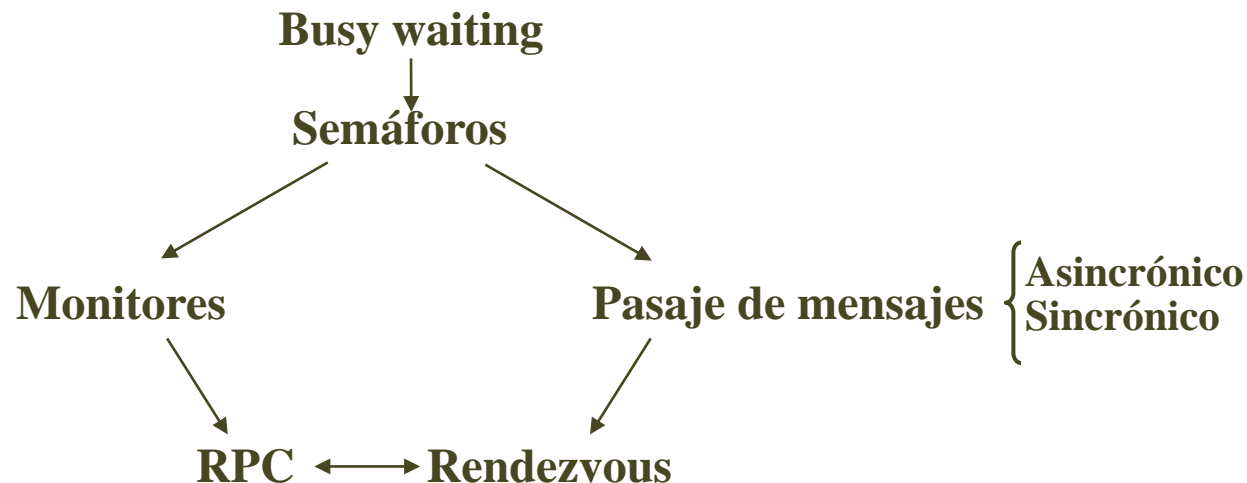 Busy waiting
Semáforos
Monitores
Pasaje de mensajes
Asincrónico
Sincrónico
RPC
Rendezvous